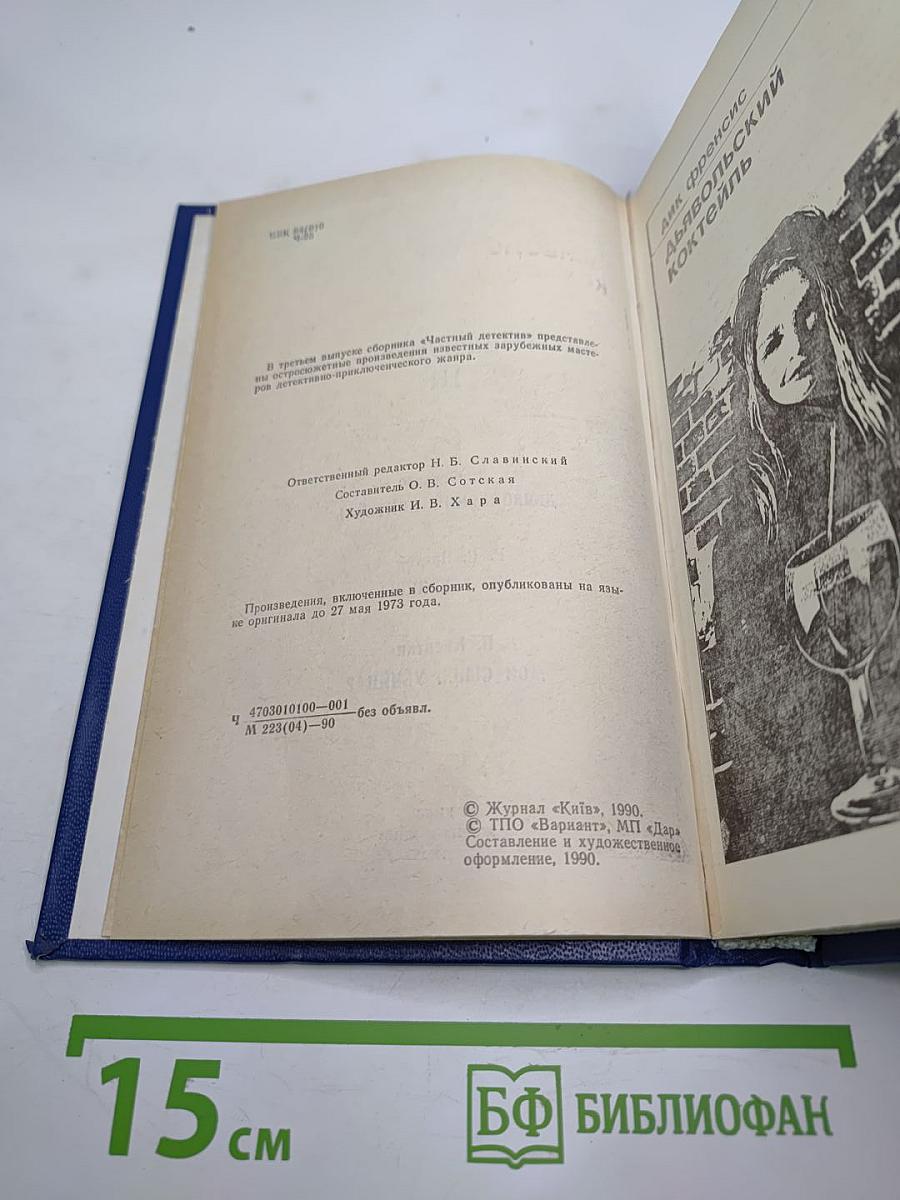 В третьем выпуске сборника «Частный детектив» представле-
ны остросюжетные произведения известных зарубежных масте-
ров детективно-приключенческого жанра.
Ответственный редактор Н. Б. Славинский
Составитель О. В. Сотская
Художник И. В. Хара
Произведения, включенные в сборник, опубликованы на язы-
ке оригинала до 27 мая 1973 года.
Ч 4703010100—001
М 223(04)—90 —без объявл.
© Журнал «Київ», 1990.
© ТПО «Вариант», МП «Дар»
Составление и художественное
оформление, 1990.
дик френсис
ДЬЯВОЛЬСКИЙ
КОКТЕЙЛЬ
15 см
БФ БИБЛИОФАН